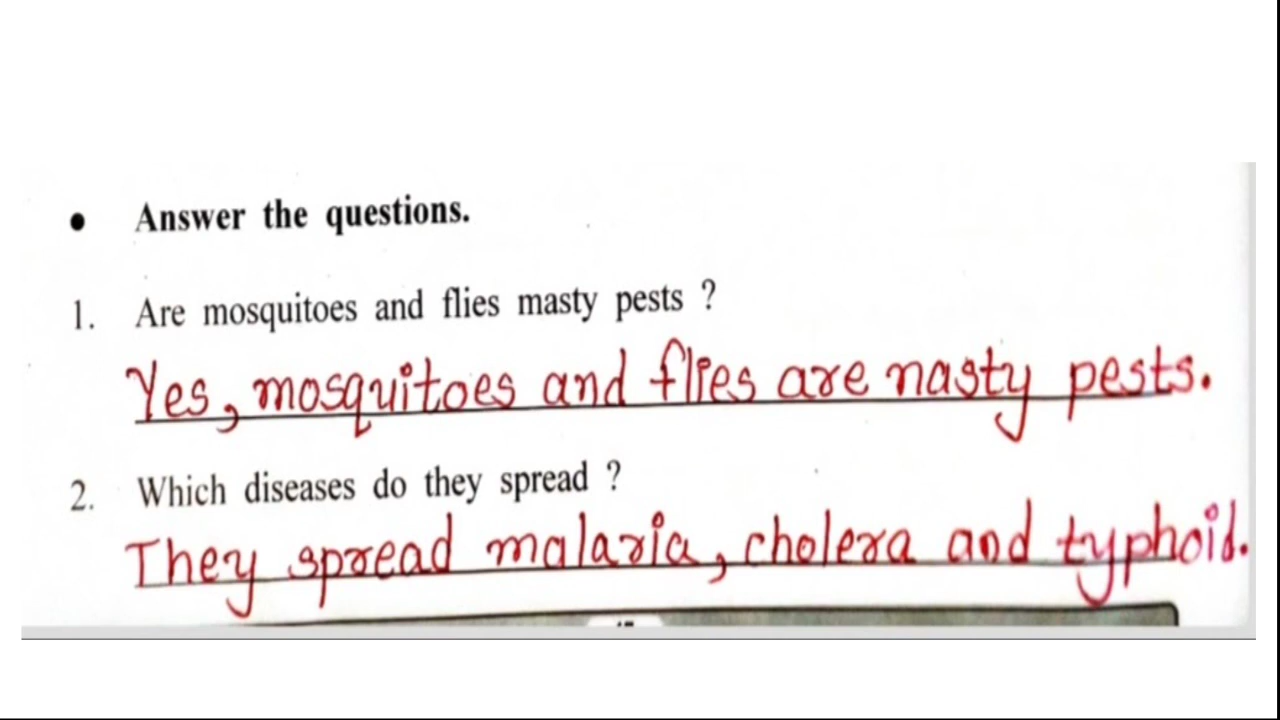 • Answer the questions.
1. Are mosquitoes and flies masty pests ?
Yes, mosquitoes and flies are nasty pests.
2. Which diseases do they spread ?
They spread malaria, cholera and typhoid.